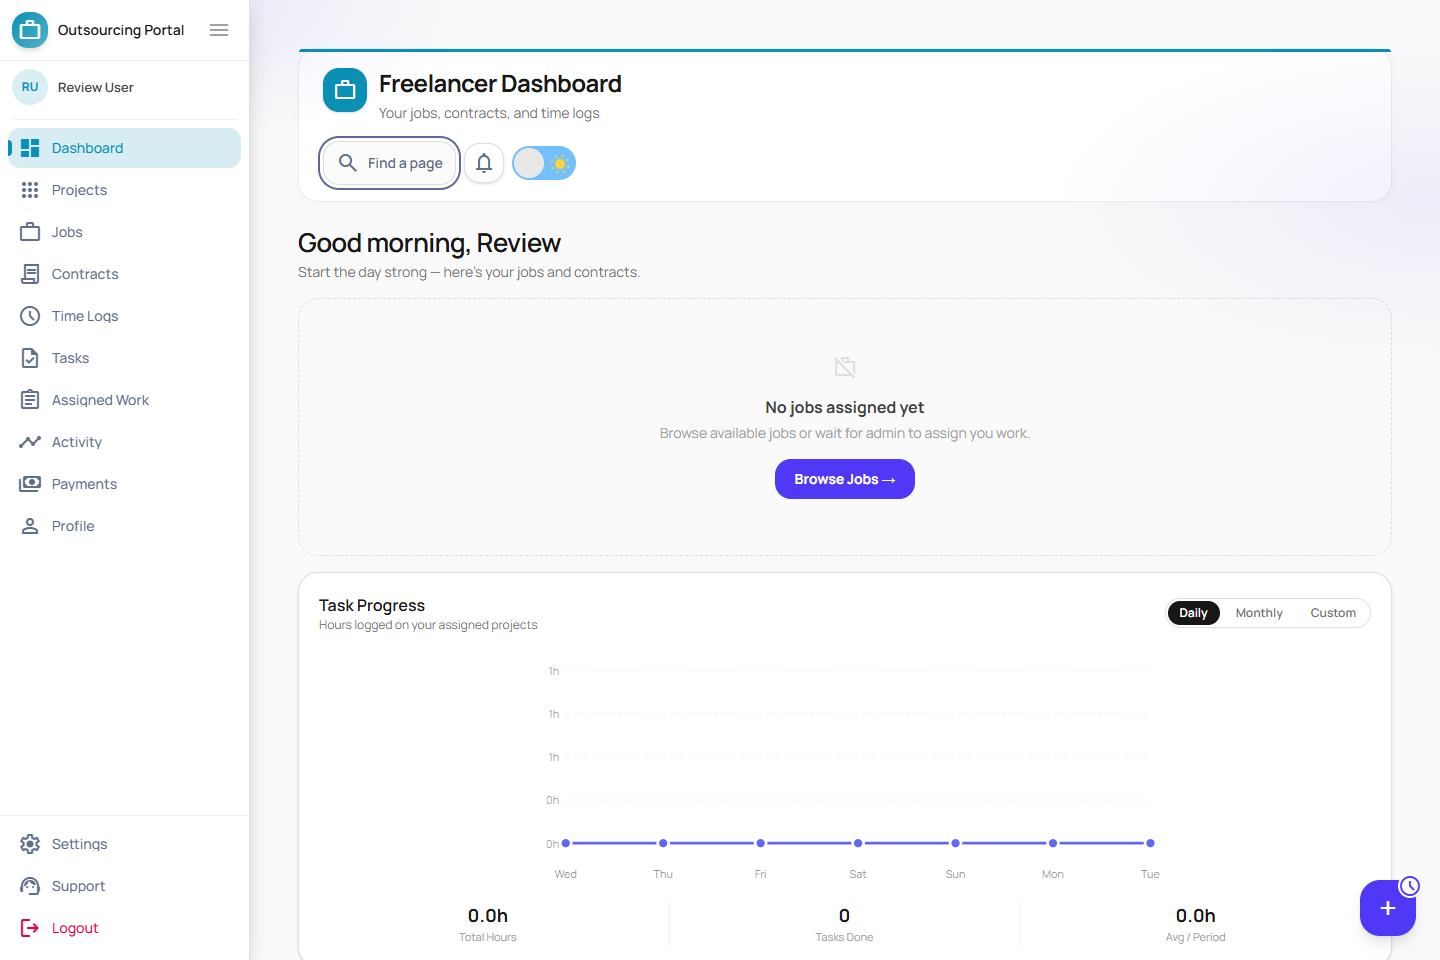 Outsourcing Portal
RU
Review User
Dashboard
Projects
Jobs
Contracts
Time Logs
Tasks
Assigned Work
Activity
Payments
Profile
Settings
Support
Logout
Freelancer Dashboard
Your jobs, contracts, and time logs
Find a page
Good morning, Review
Start the day strong — here's your jobs and contracts.
No jobs assigned yet
Browse available jobs or wait for admin to assign you work.
Browse Jobs →
Task Progress
Hours logged on your assigned projects
Daily Monthly Custom
1h
1h
1h
0h
0h
Wed Thu Fri Sat Sun Mon Tue
0.0h 0 0.0h
Total Hours Tasks Done Avg / Period
+